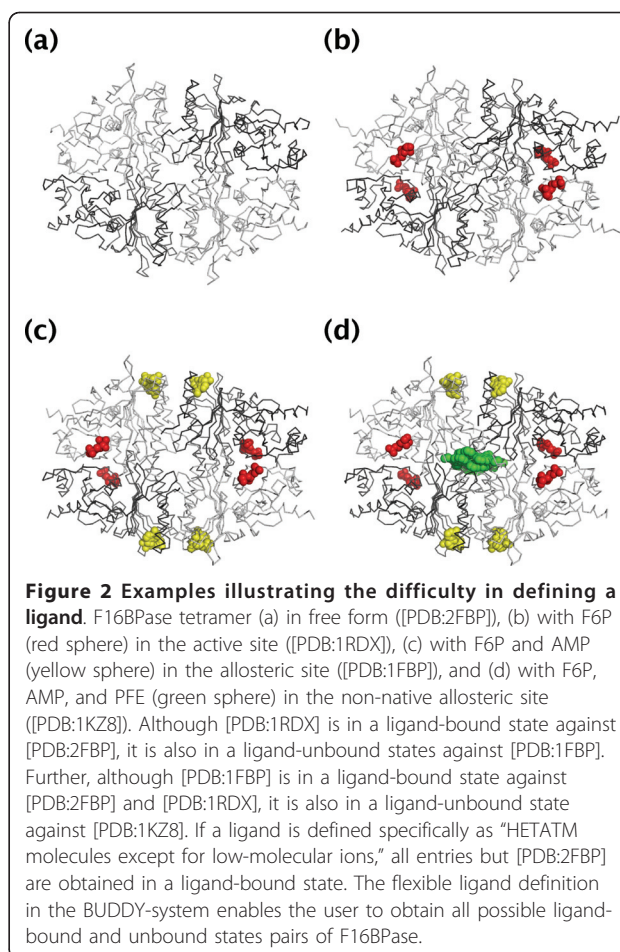 (a)
(b)
(c)
(d)
Figure 2 Examples illustrating the difficulty in defining a
ligand. F16BPase tetramer (a) in free form ([PDB:2FBP]), (b) with F6P
(red sphere) in the active site ([PDB:1RDX]), (c) with F6P and AMP
(yellow sphere) in the allosteric site ([PDB:1FBP]), and (d) with F6P,
AMP, and PFE (green sphere) in the non-native allosteric site
([PDB:1KZ8]). Although [PDB:1RDX] is in a ligand-bound state against
[PDB:2FBP], it is also in a ligand-unbound states against [PDB:1FBP].
Further, although [PDB:1FBP] is in a ligand-bound state against
[PDB:2FBP] and [PDB:1RDX], it is also in a ligand-unbound state
against [PDB:1KZ8]. If a ligand is defined specifically as “HETATM
molecules except for low-molecular ions,” all entries but [PDB:2FBP]
are obtained in a ligand-bound state. The flexible ligand definition
in the BUDDY-system enables the user to obtain all possible ligand-
bound and unbound states pairs of F16BPase.